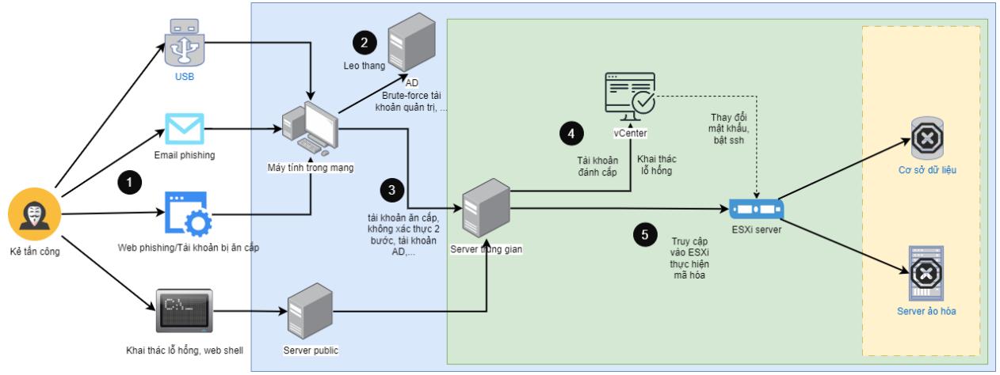 USB
Email phishing
1
Kẻ tấn công
Web phishing/Tải khoản bị ăn cấp
C:\_
Khai thác lỗ hổng, web shell
2
Leo thang
AD
Brute-force tài
khoản quản trị, ...
Máy tính trong mạng
3
tải khoản ăn cấp,
không xác thực 2
bước, tài khoản
AD,...
Server public
Server trung gian
4
vCenter
Tài khoản
đánh cắp
Khai thác
lỗ hổng
Thay đổi
mật khẩu,
bật ssh
ESXi server
5
Truy cập
vào ESXi
thực hiện
mã hóa
Cơ sở dữ liệu
Server ảo hóa